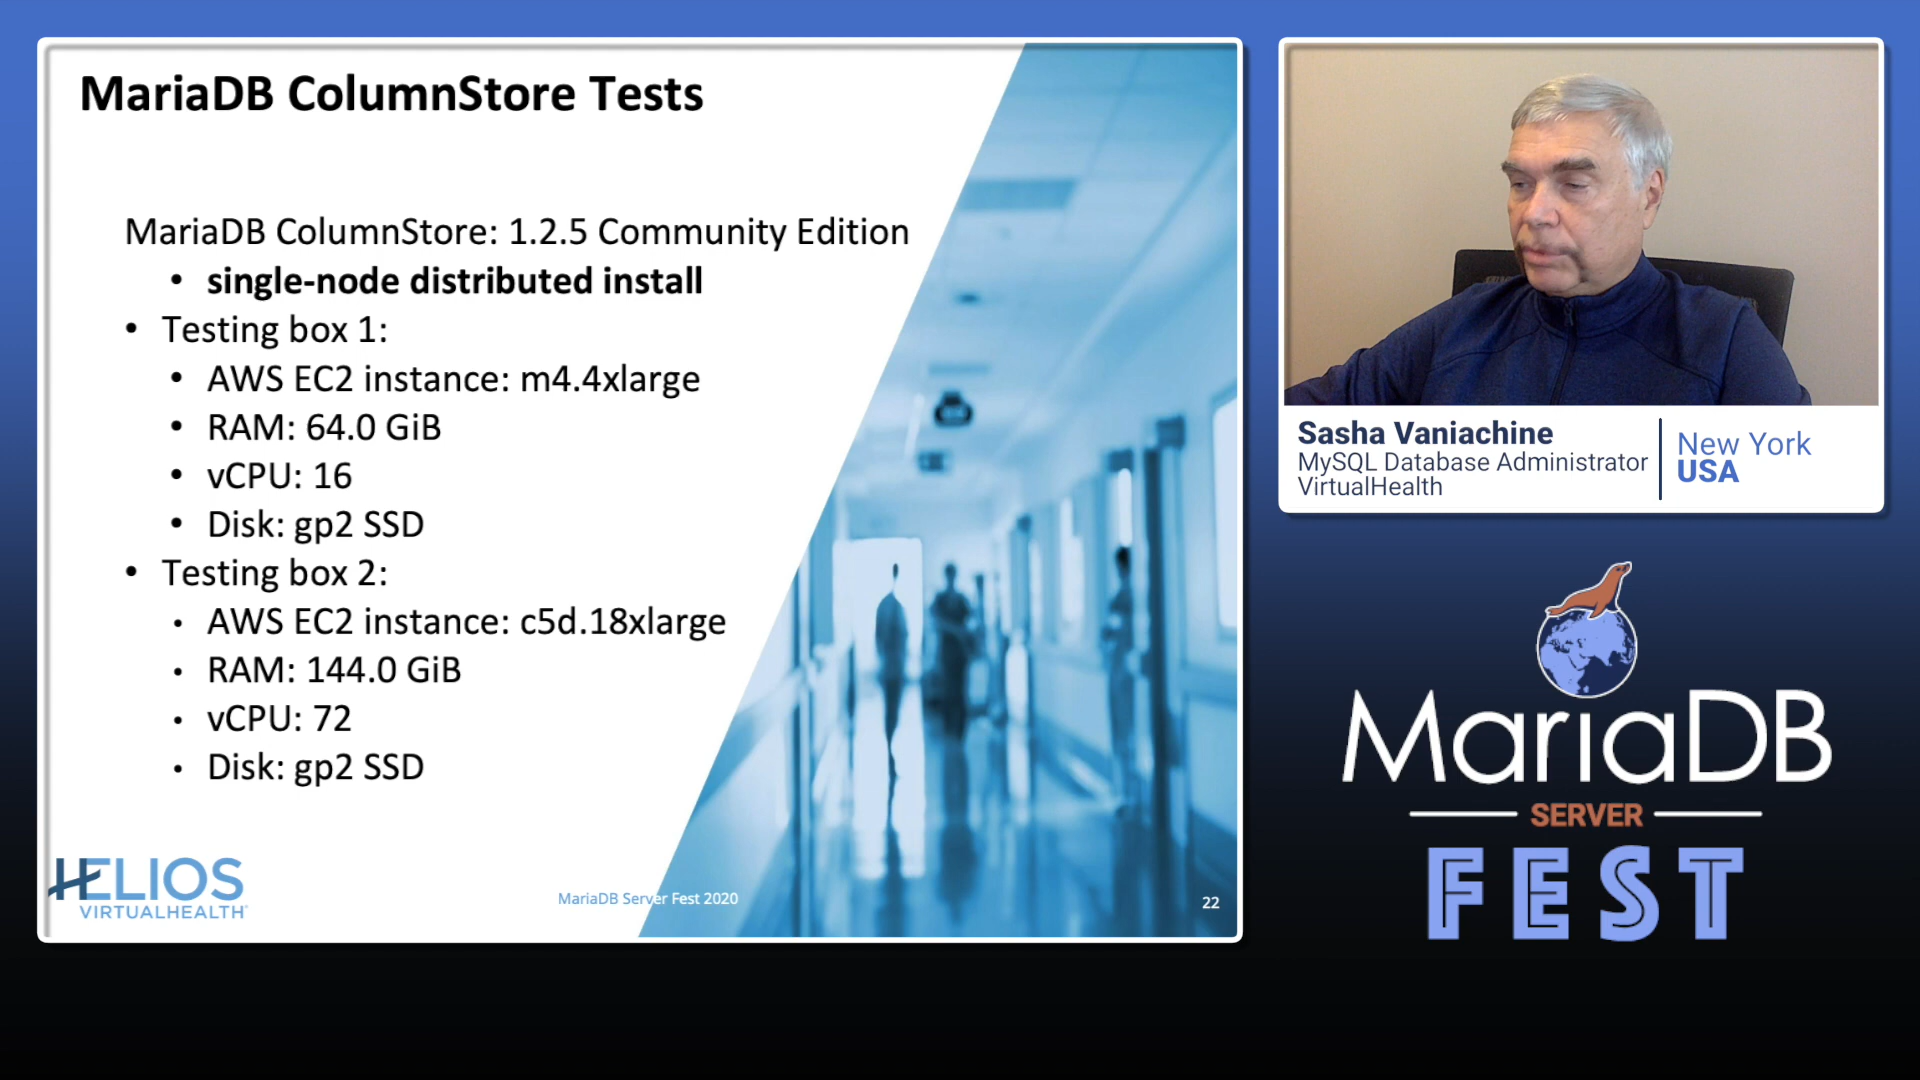 MariaDB ColumnStore Tests
MariaDB ColumnStore: 1.2.5 Community Edition
• single-node distributed install
• Testing box 1:
• AWS EC2 instance: m4.4xlarge
• RAM: 64.0 GiB
• vCPU: 16
• Disk: gp2 SSD
• Testing box 2:
• AWS EC2 instance: c5d.18xlarge
• RAM: 144.0 GiB
• vCPU: 72
• Disk: gp2 SSD
HELIOS
VIRTUALHEALTH
MariaDB Server Fest 2020
22
Sasha Vaniachine
MySQL Database Administrator
VirtualHealth
New York
USA
MariaDB
SERVER
FEST